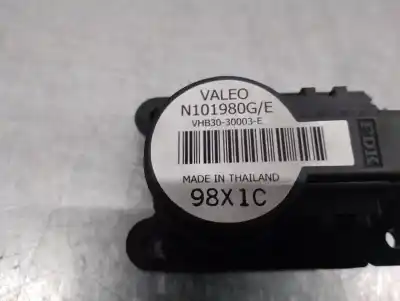 VALEO
N101980G/E
VHB30-30003-E
MADE IN THAILAND
98X1C
FDK